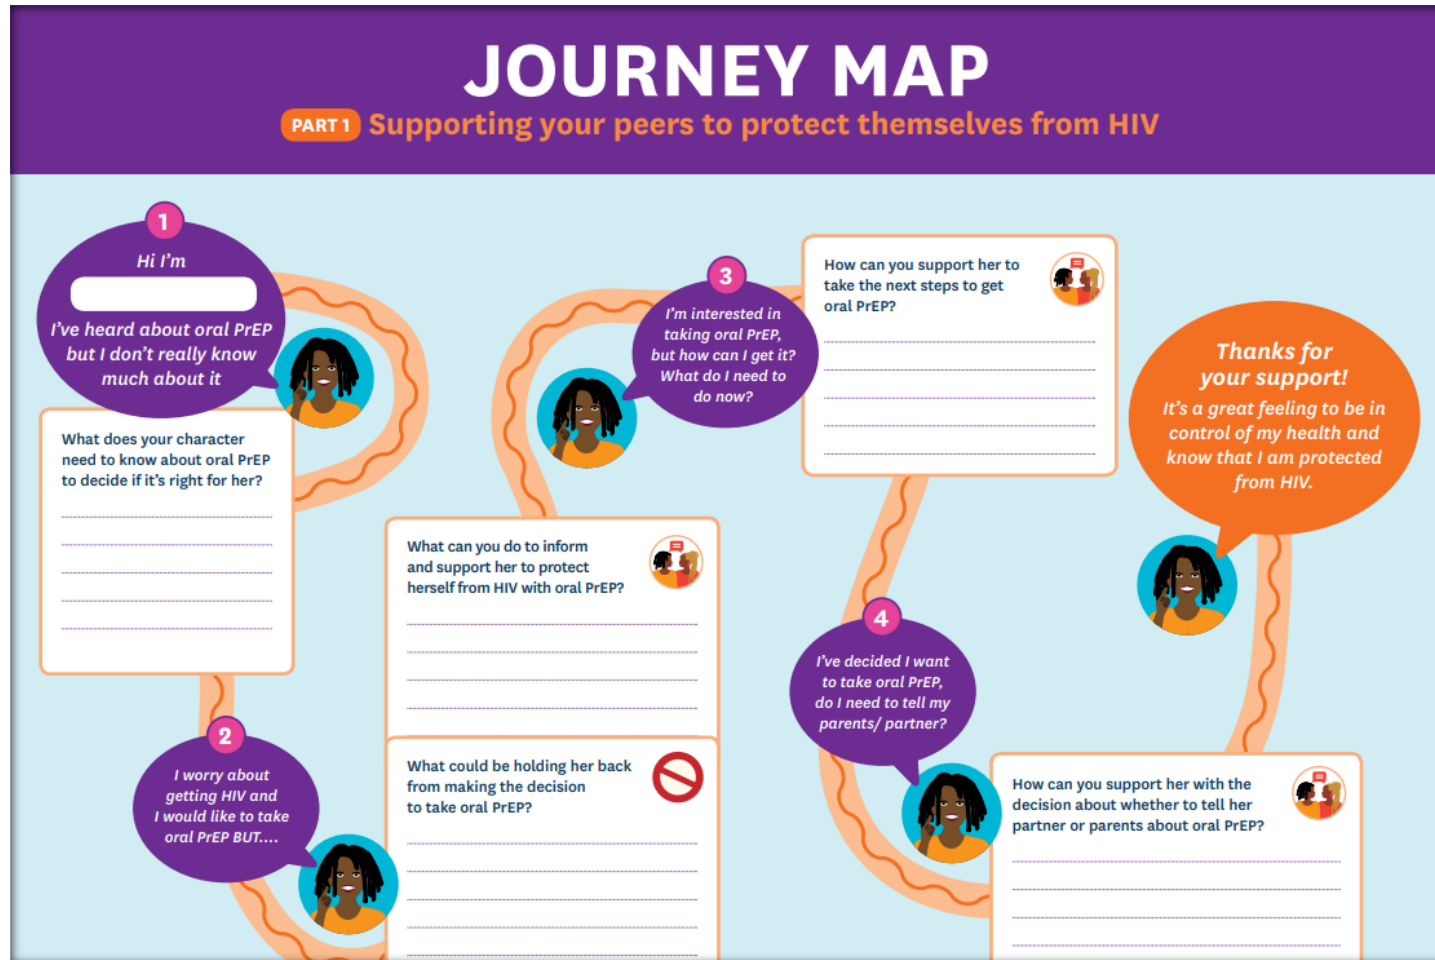 JOURNEY MAP
PART 1 Supporting your peers to protect themselves from HIV
1
Hi I'm
I've heard about oral PrEP
but I don't really know
much about it
What does your character
need to know about oral PrEP
to decide if it's right for her?
2
I worry about
getting HIV and
I would like to take
oral PrEP BUT....
What could be holding her back
from making the decision
to take oral PrEP?
What can you do to inform
and support her to protect
herself from HIV with oral PrEP?
3
I'm interested in
taking oral PrEP,
but how can I get it?
What do I need to
do now?
How can you support her to
take the next steps to get
oral PrEP?
4
I've decided I want
to take oral PrEP,
do I need to tell my
parents/ partner?
How can you support her with the
decision about whether to tell her
partner or parents about oral PrEP?
Thanks for
your support!
It's a great feeling to be in
control of my health and
know that I am protected
from HIV.